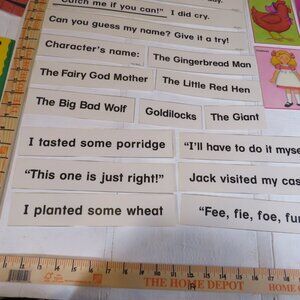 Catch me if you can!" I did cry.
Can you guess my name? Give it a try!
Character's name: The Gingerbread Man
The Fairy God Mother The Little Red Hen
The Big Bad Wolf Goldilocks The Giant
I tasted some porridge "I'll have to do it myse
"This one is just right!" Jack visited my cas
I planted some wheat "Fee, fie, foe, fu
THE HOME DEPOT HOME